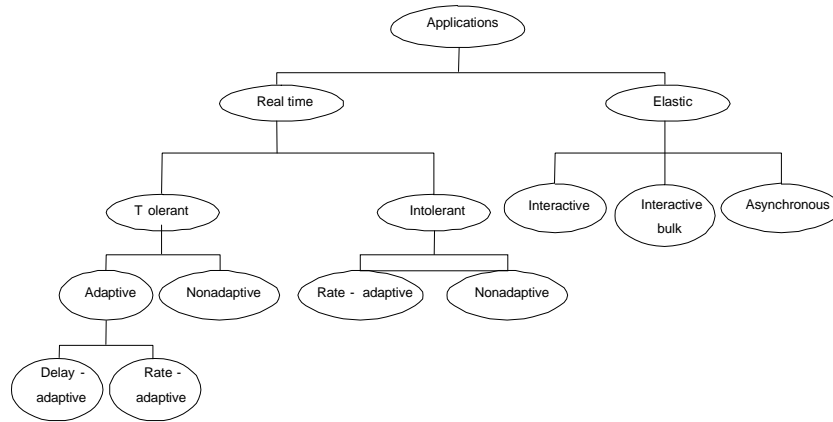 Applications
Real time
Elastic
T olerant
Intolerant
Interactive
Interactive
bulk
Asynchronous
Adaptive
Nonadaptive
Rate - adaptive
Nonadaptive
Delay -
adaptive
Rate -
adaptive